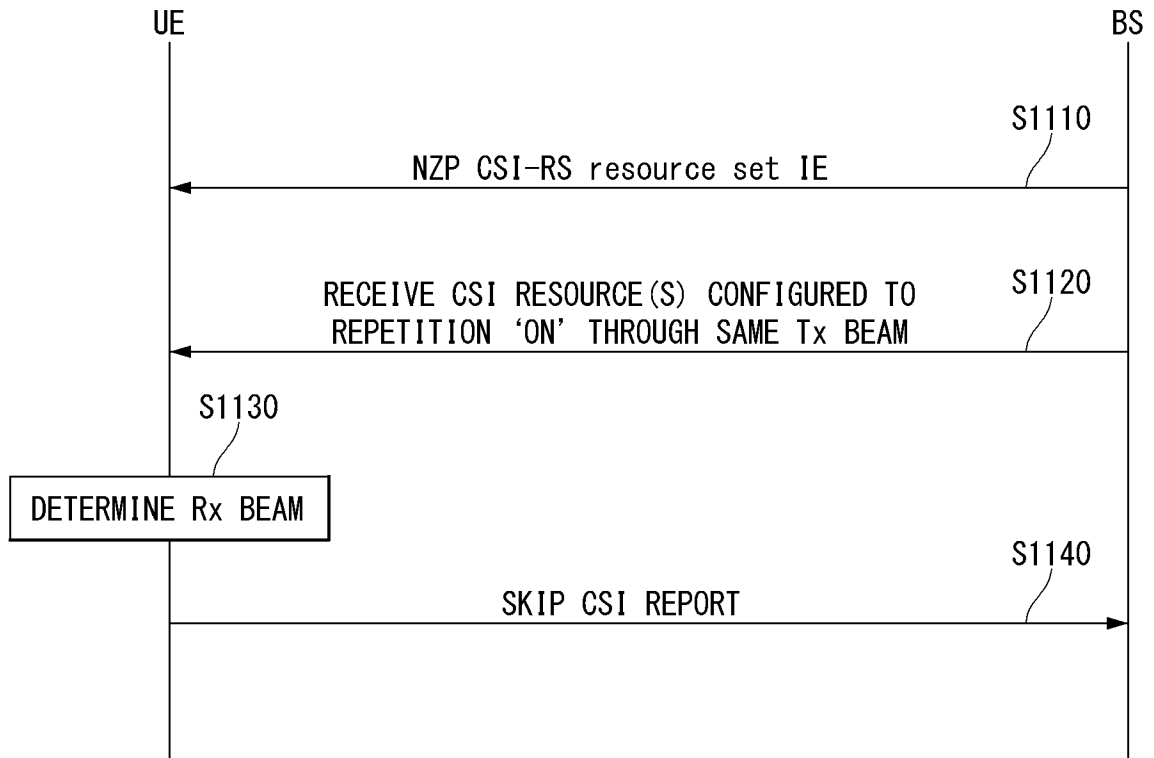 UE
BS
S1110
NZP CSI-RS resource set IE
S1120
RECEIVE CSI RESOURCE(S) CONFIGURED TO
REPETITION ‘ON’ THROUGH SAME Tx BEAM
S1130
DETERMINE Rx BEAM
S1140
SKIP CSI REPORT